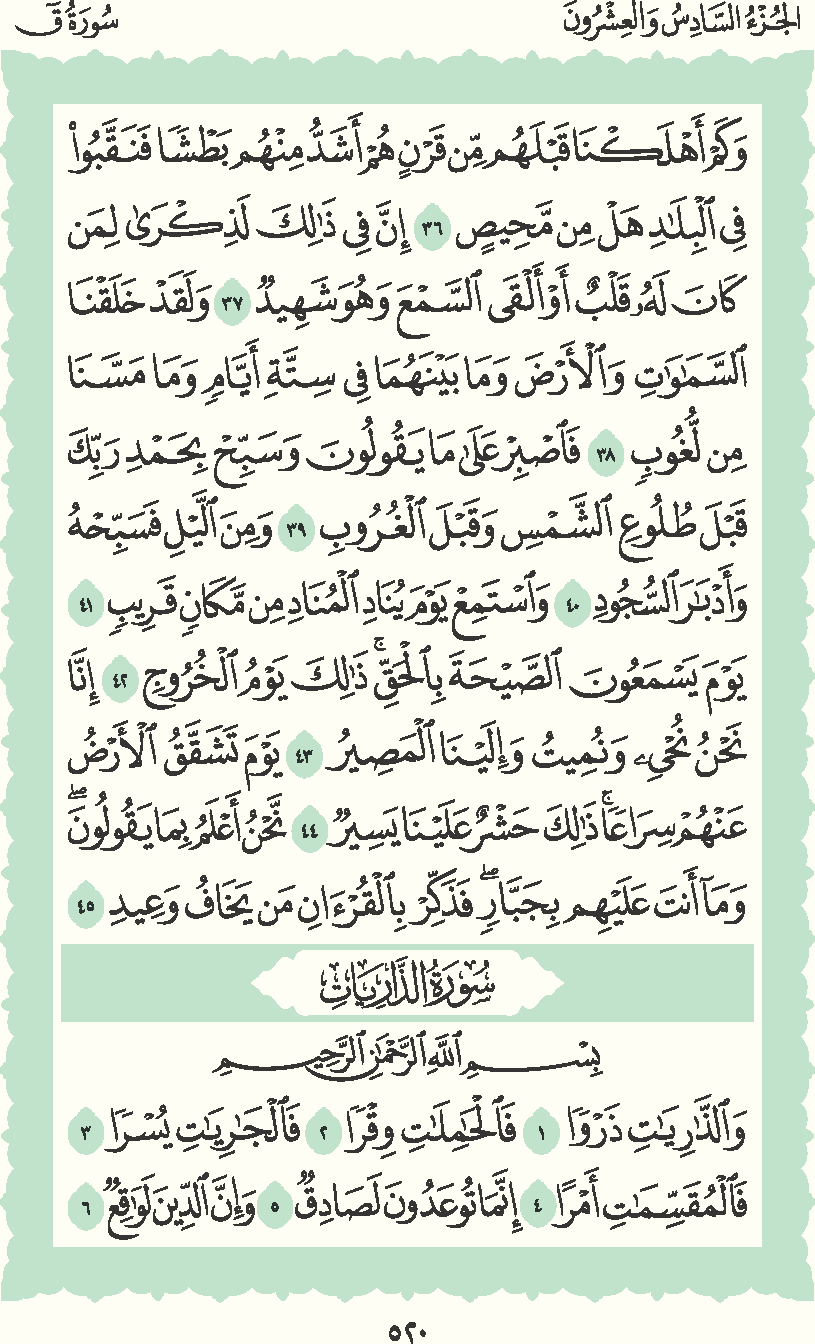 الجُزْءُ السَّادِسُ وَالعِشْرُونَ سُورَةُ قٓ
وَكَمْ أَهْلَكْنَا قَبْلَهُم مِّن قَرْنٍ هُمْ أَشَدُّ مِنْهُم بَطْشًا فَنَقَّبُوا۟
فِى ٱلْبِلَـٰدِ هَلْ مِن مَّحِيصٍ ٣٦ إِنَّ فِى ذَٰلِكَ لَذِكْرَىٰ لِمَن
كَانَ لَهُۥ قَلْبٌ أَوْ أَلْقَى ٱلسَّمْعَ وَهُوَ شَهِيدٌ ٣٧ وَلَقَدْ خَلَقْنَا
ٱلسَّمَـٰوَٰتِ وَٱلْأَرْضَ وَمَا بَيْنَهُمَا فِى سِتَّةِ أَيَّامٍ وَمَا مَسَّنَا
مِن لُّغُوبٍ ٣٨ فَٱصْبِرْ عَلَىٰ مَا يَقُولُونَ وَسَبِّحْ بِحَمْدِ رَبِّكَ
قَبْلَ طُلُوعِ ٱلشَّمْسِ وَقَبْلَ ٱلْغُرُوبِ ٣٩ وَمِنَ ٱلَّيْلِ فَسَبِّحْهُ
وَأَدْبَـٰرَ ٱلسُّجُودِ ٤٠ وَٱسْتَمِعْ يَوْمَ يُنَادِ ٱلْمُنَادِ مِن مَّكَانٍ قَرِيبٍ ٤١
يَوْمَ يَسْمَعُونَ ٱلصَّيْحَةَ بِٱلْحَقِّ ۚ ذَٰلِكَ يَوْمُ ٱلْخُرُوجِ ٤٢ إِنَّا
نَحْنُ نُحْىِۦ وَنُمِيتُ وَإِلَيْنَا ٱلْمَصِيرُ ٤٣ يَوْمَ تَشَقَّقُ ٱلْأَرْضُ
عَنْهُمْ سِرَاعًا ۚ ذَٰلِكَ حَشْرٌ عَلَيْنَا يَسِيرٌ ٤٤ نَّحْنُ أَعْلَمُ بِمَا يَقُولُونَ ۖ
وَمَآ أَنتَ عَلَيْهِم بِجَبَّارٍ ۖ فَذَكِّرْ بِٱلْقُرْءَانِ مَن يَخَافُ وَعِيدِ ٤٥
سُورَةُ الذَّارِيَاتِ
بِسْمِ ٱللَّهِ ٱلرَّحْمَـٰنِ ٱلرَّحِيمِ
وَٱلذَّٰرِيَـٰتِ ذَرْوًا ١ فَٱلْحَـٰمِلَـٰتِ وِقْرًا ٢ فَٱلْجَـٰرِيَـٰتِ يُسْرًا ٣
فَٱلْمُقَسِّمَـٰتِ أَمْرًا ٤ إِنَّمَا تُوعَدُونَ لَصَادِقٌ ٥ وَإِنَّ ٱلدِّينَ لَوَٰقِعٌ ٦
٥٢٠